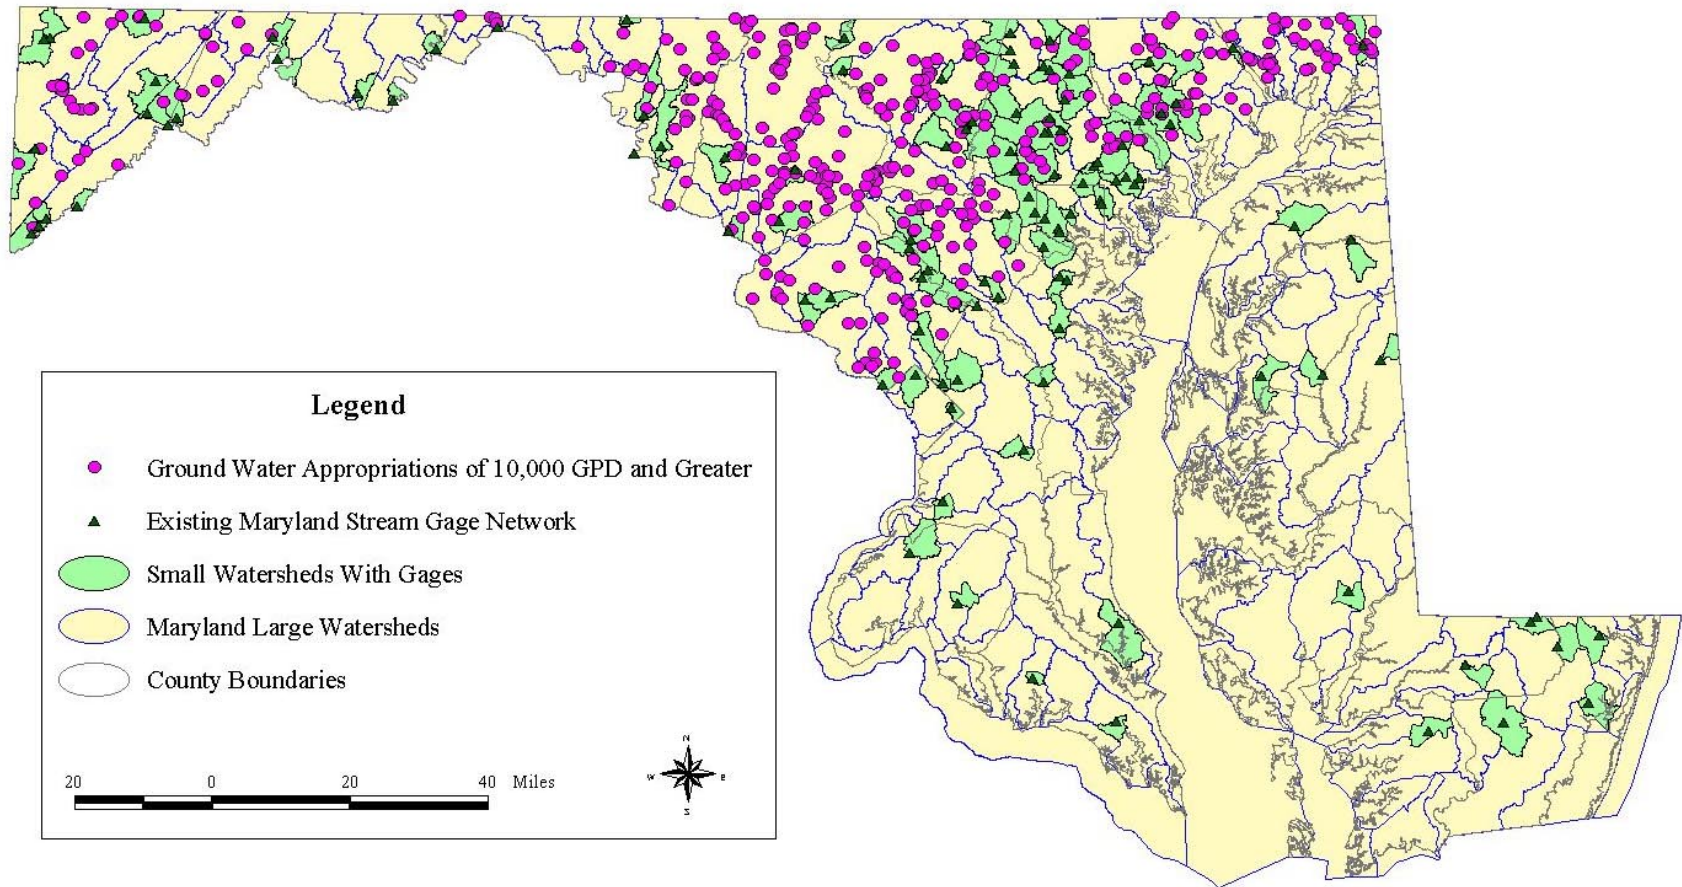 Legend
Ground Water Appropriations of 10,000 GPD and Greater
Existing Maryland Stream Gage Network
Small Watersheds With Gages
Maryland Large Watersheds
County Boundaries
N
W E
S
20 0 20 40 Miles